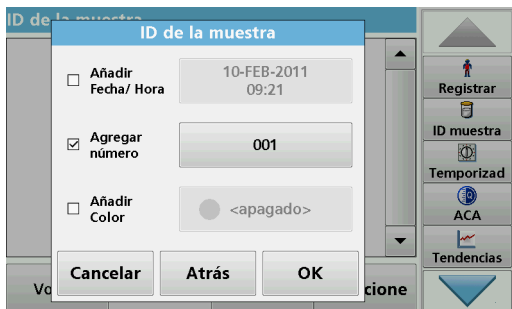 ID de la muestra
ID de la muestra
Añadir
Fecha/ Hora
10-FEB-2011
09:21
Agregar
número
001
Añadir
Color
<apagado>
Cancelar
Atrás
OK
Vo
cione
Registrar
ID muestra
Temporizad
ACA
Tendencias